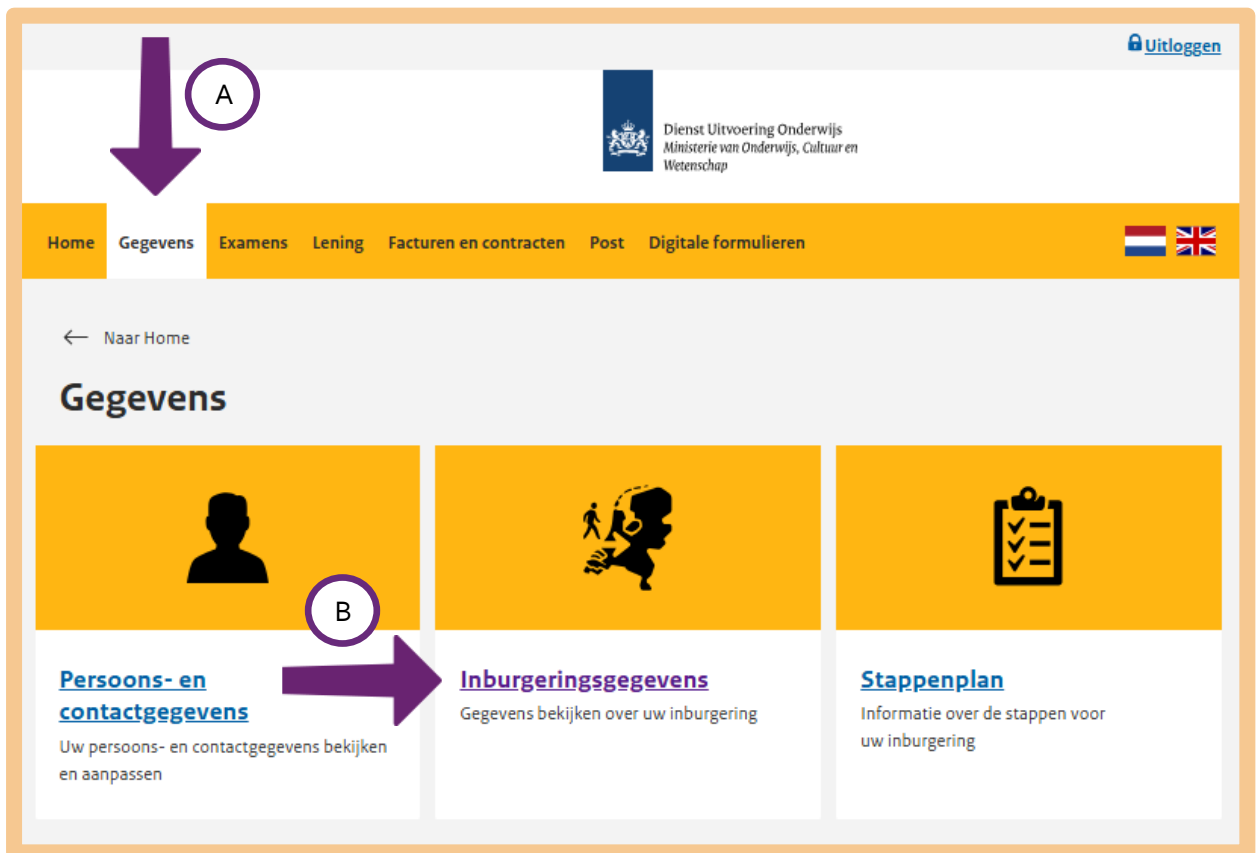 Uitloggen
A
Dienst Uitvoering Onderwijs
Ministerie van Onderwijs, Cultuur en
Wetenschap
Home Gegevens Examens Lening Facturen en contracten Post Digitale formulieren
← Naar Home
Gegevens
B
Persoons- en
contactgegevens
Uw persoons- en contactgegevens bekijken
en aanpassen
Inburgeringsgegevens
Gegevens bekijken over uw inburgering
Stappenplan
Informatie over de stappen voor
uw inburgering